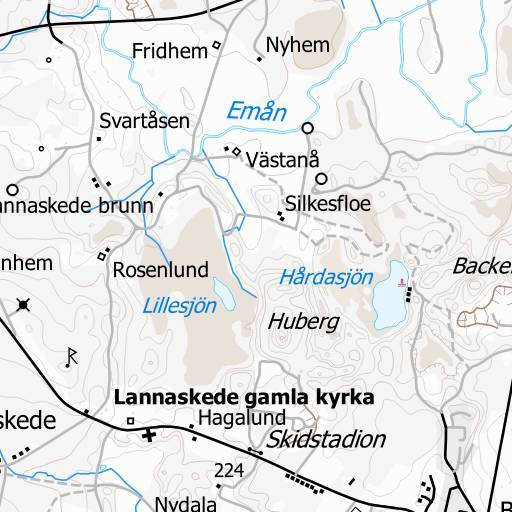 Nyhem
Fridhem
Emån
Svartåsen
Västanå
Silkesfloe
annaskede brunn
nhem
Rosenlund
Hårdasjön
Backe
Lillesjön
Huberg
Lannaskede gamla kyrka
skede
Hagalund
Skidstadion
224
Nydala
B